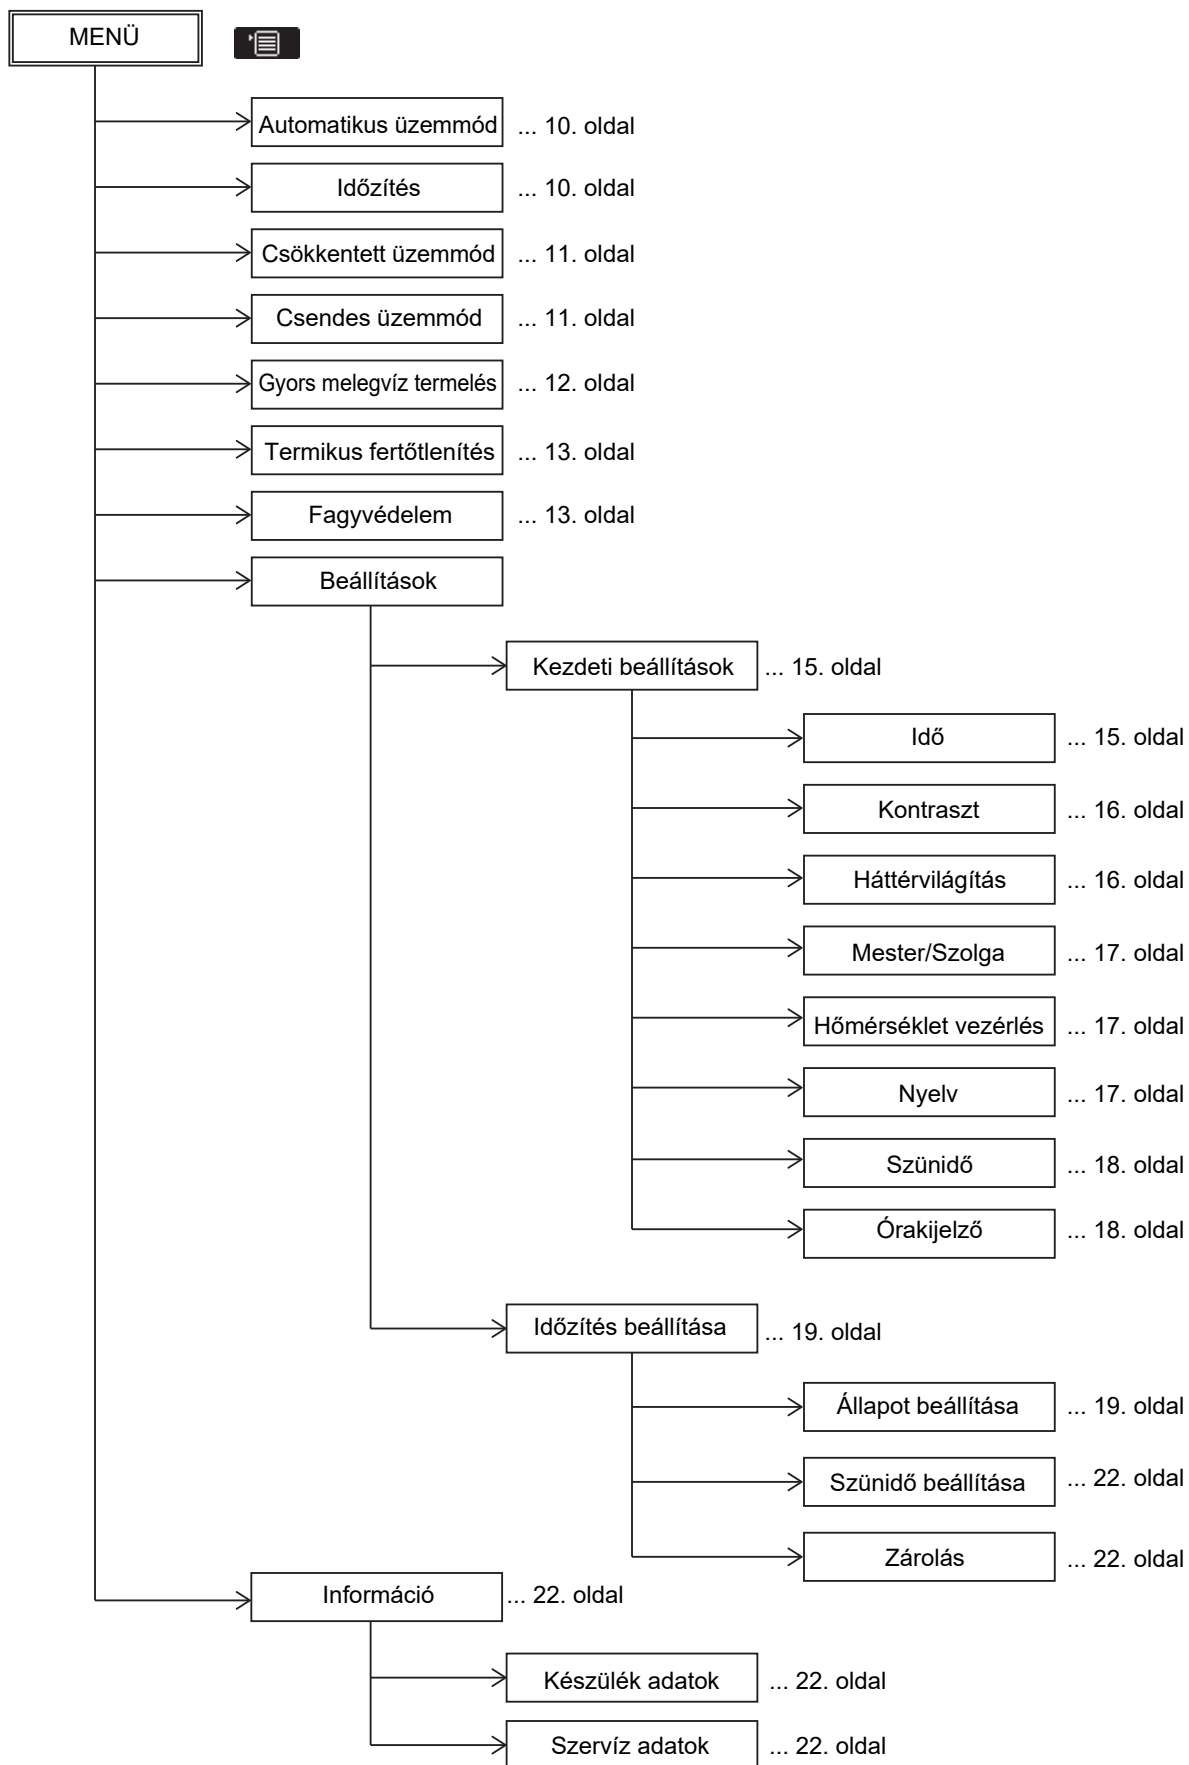 MENÜ
Automatikus üzemmód ... 10. oldal
Időzítés ... 10. oldal
Csökkentett üzemmód ... 11. oldal
Csendes üzemmód ... 11. oldal
Gyors melegvíz termelés ... 12. oldal
Termikus fertőtlenítés ... 13. oldal
Fagyvédelem ... 13. oldal
Beállítások
Kezdeti beállítások ... 15. oldal
Idő ... 15. oldal
Kontraszt ... 16. oldal
Háttérvilágítás ... 16. oldal
Mester/Szolga ... 17. oldal
Hőmérséklet vezérlés ... 17. oldal
Nyelv ... 17. oldal
Szünidő ... 18. oldal
Órakijelző ... 18. oldal
Időzítés beállítása ... 19. oldal
Állapot beállítása ... 19. oldal
Szünidő beállítása ... 22. oldal
Zárolás ... 22. oldal
Információ ... 22. oldal
Készülék adatok ... 22. oldal
Szervíz adatok ... 22. oldal